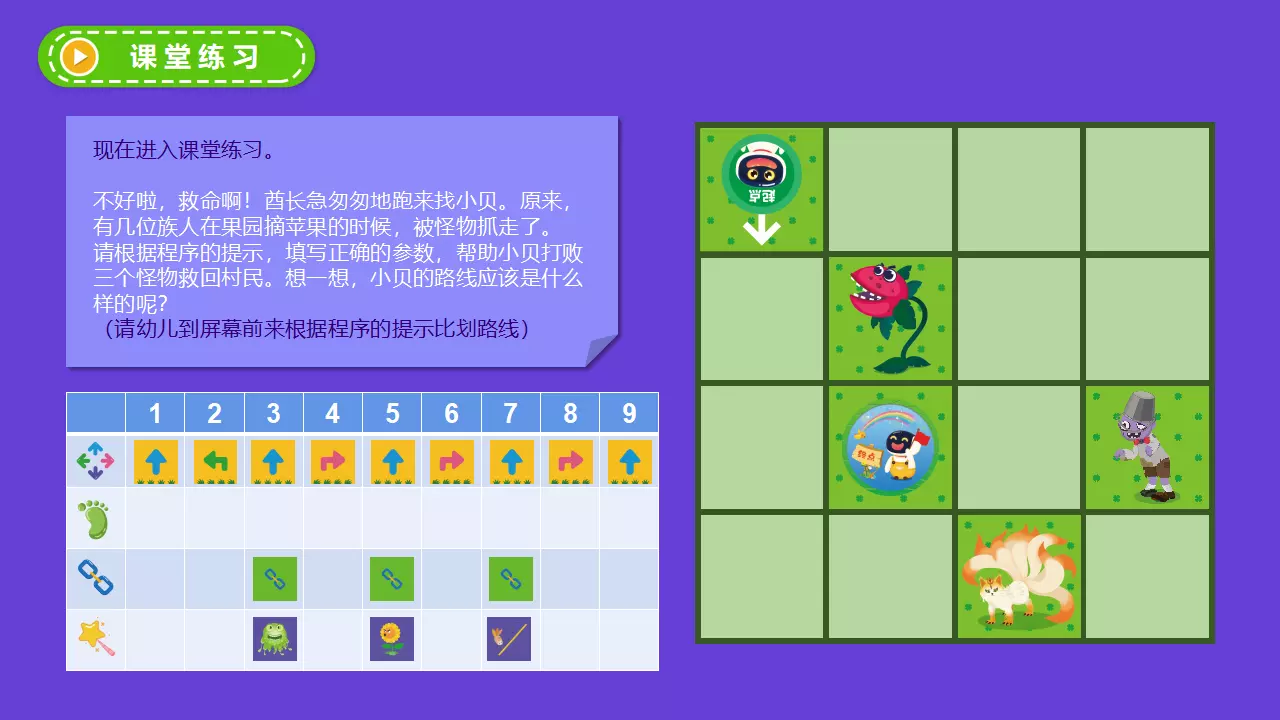 课堂练习
现在进入课堂练习。
不好啦，救命啊！酋长急匆匆地跑来找小贝。原来，
有几位族人在果园摘苹果的时候，被怪物抓走了。
请根据程序的提示，填写正确的参数，帮助小贝打败
三个怪物救回村民。想一想，小贝的路线应该是什么
样的呢？
（请幼儿到屏幕前来根据程序的提示比划路线）
1 2 3 4 5 6 7 8 9
起点
终点